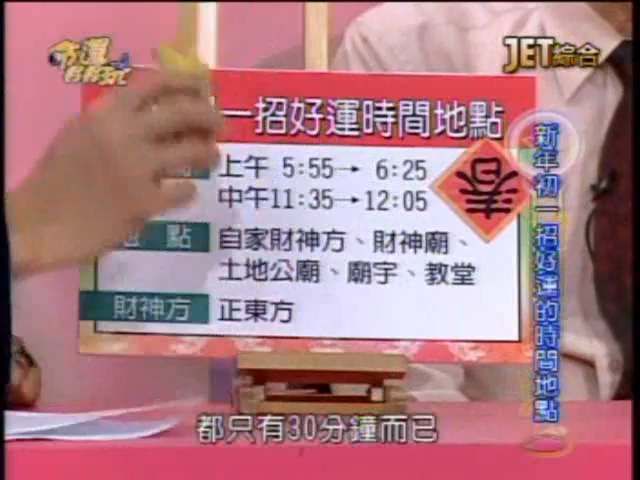 JET綜合
一招好運時間地點
上午 5:55→ 6:25
中午11:35→12:05
春
地點
自家財神方、財神廟、
土地公廟、廟宇、教堂
財神方
正東方
新年初一招好運的時間地點
都只有30分鐘而已